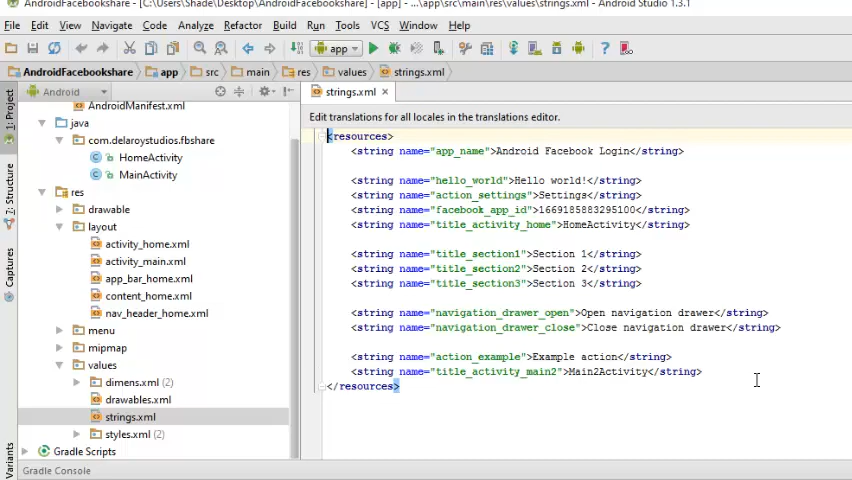 C:\Users\Shade\Desktop\AndroidFacebookshare] - [app] - ...\app\src\main\res\values\strings.xml - Android Studio 1.3.1
File Edit View Navigate Code Analyze Refactor Build Run Tools VCS Window Help
app
AndroidFacebookshare app src main res values strings.xml
Android
strings.xml
1: Project
7: Structure
Captures
Variants
AndroidManifest.xml
java
com.delaroystudios.fbshare
HomeActivity
MainActivity
res
drawable
layout
activity_home.xml
activity_main.xml
app_bar_home.xml
content_home.xml
nav_header_home.xml
menu
mipmap
values
dimens.xml (2)
drawables.xml
strings.xml
styles.xml (2)
Gradle Scripts
Edit translations for all locales in the translations editor.
<resources>
<string name="app_name">Android Facebook Login</string>
<string name="hello_world">Hello world!</string>
<string name="action_settings">Settings</string>
<string name="facebook_app_id">1669185883295100</string>
<string name="title_activity_home">HomeActivity</string>
<string name="title_section1">Section 1</string>
<string name="title_section2">Section 2</string>
<string name="title_section3">Section 3</string>
<string name="navigation_drawer_open">Open navigation drawer</string>
<string name="navigation_drawer_close">Close navigation drawer</string>
<string name="action_example">Example action</string>
<string name="title_activity_main2">Main2Activity</string>
</resources>
Gradle Console